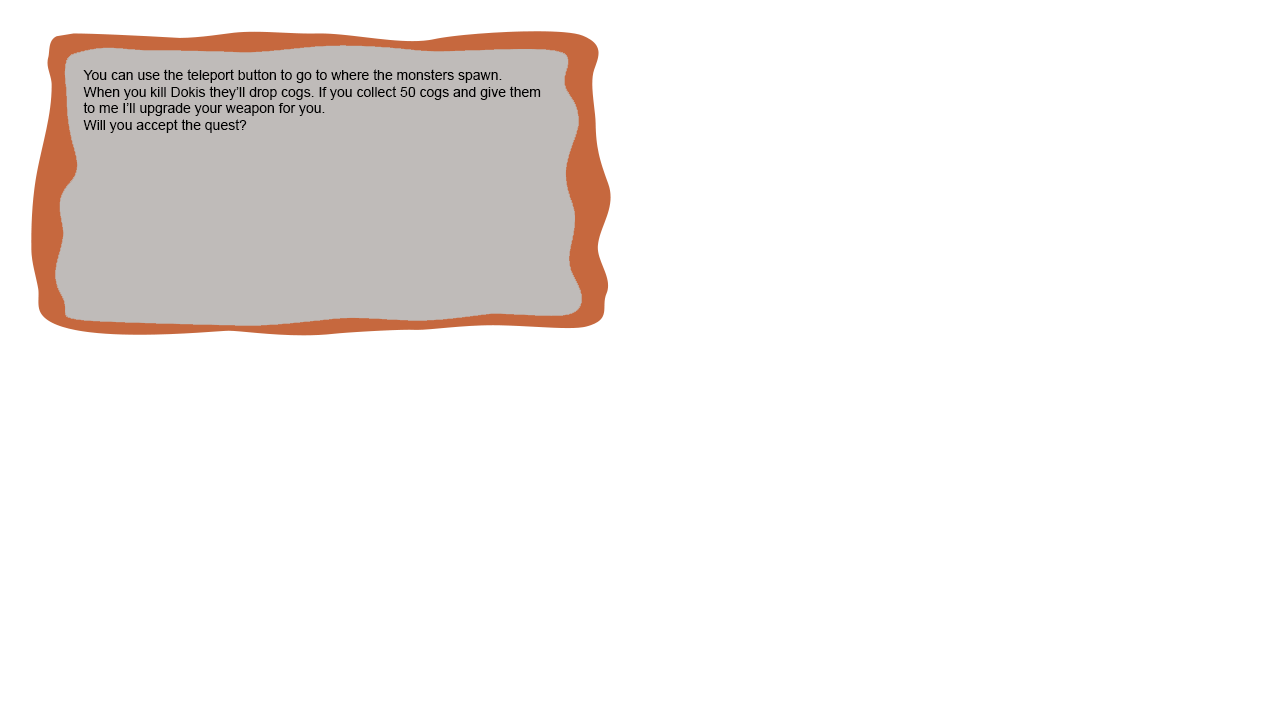 You can use the teleport button to go to where the monsters spawn.
When you kill Dokis they’ll drop cogs. If you collect 50 cogs and give them
to me I’ll upgrade your weapon for you.
Will you accept the quest?